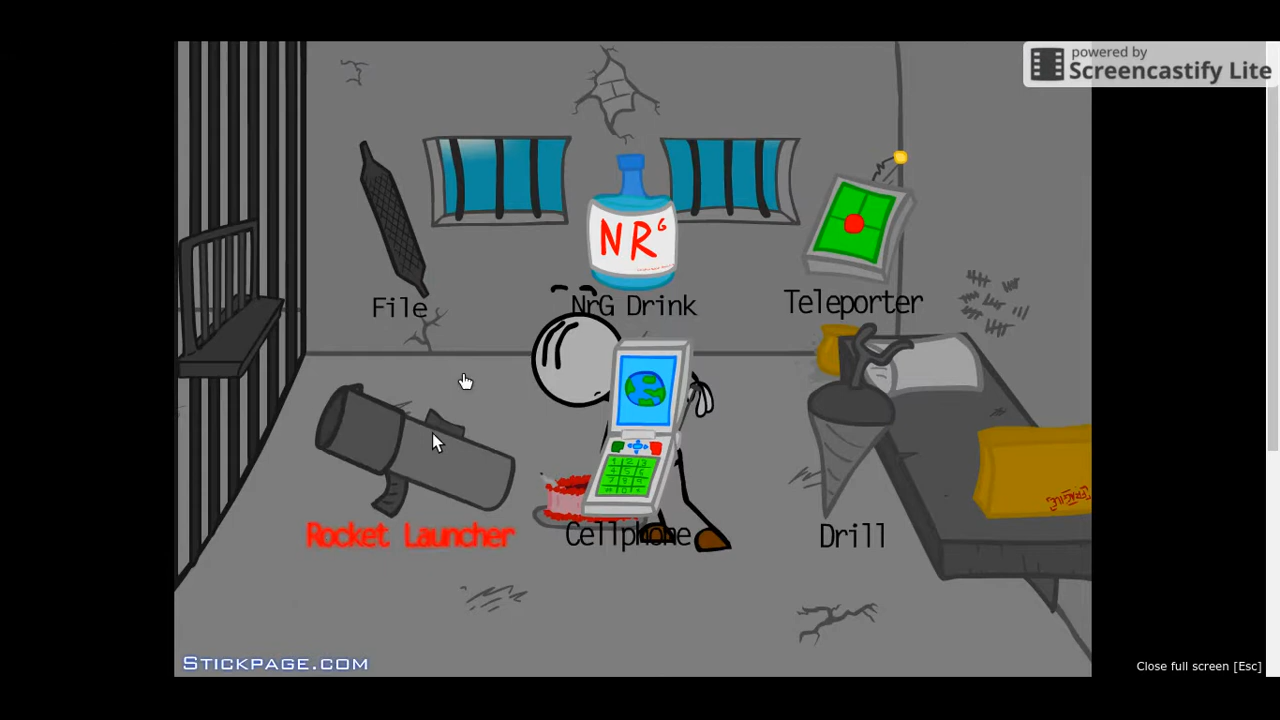 powered by
Screencastify Lite
NR G
File
NrG Drink
Teleporter
Rocket Launcher
Cellphone
Drill
FRAGILE
STICKPAGE.COM
Close full screen [Esc]